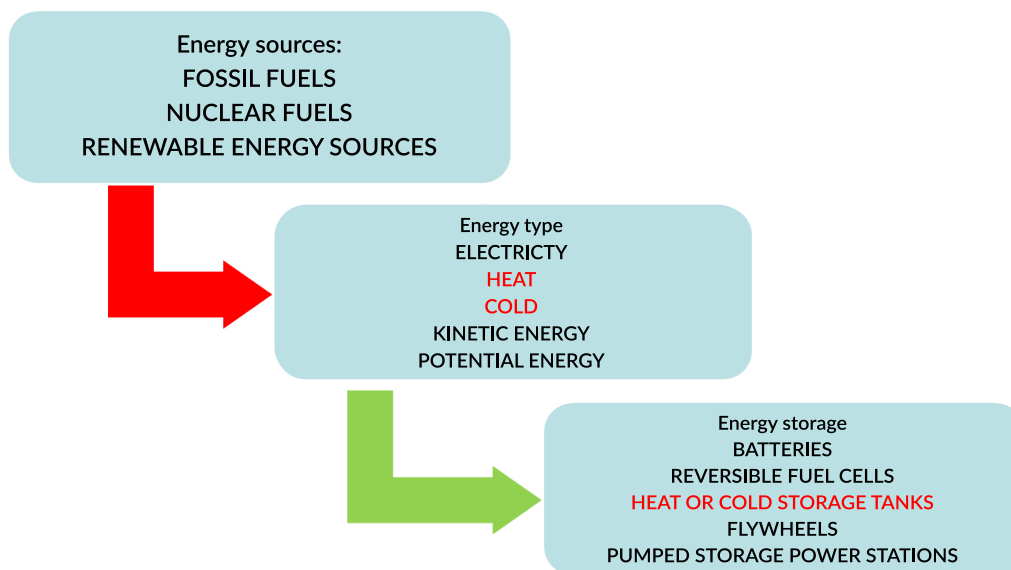 Energy sources:
FOSSIL FUELS
NUCLEAR FUELS
RENEWABLE ENERGY SOURCES
Energy type
ELECTRICTY
HEAT
COLD
KINETIC ENERGY
POTENTIAL ENERGY
Energy storage
BATTERIES
REVERSIBLE FUEL CELLS
HEAT OR COLD STORAGE TANKS
FLYWHEELS
PUMPED STORAGE POWER STATIONS